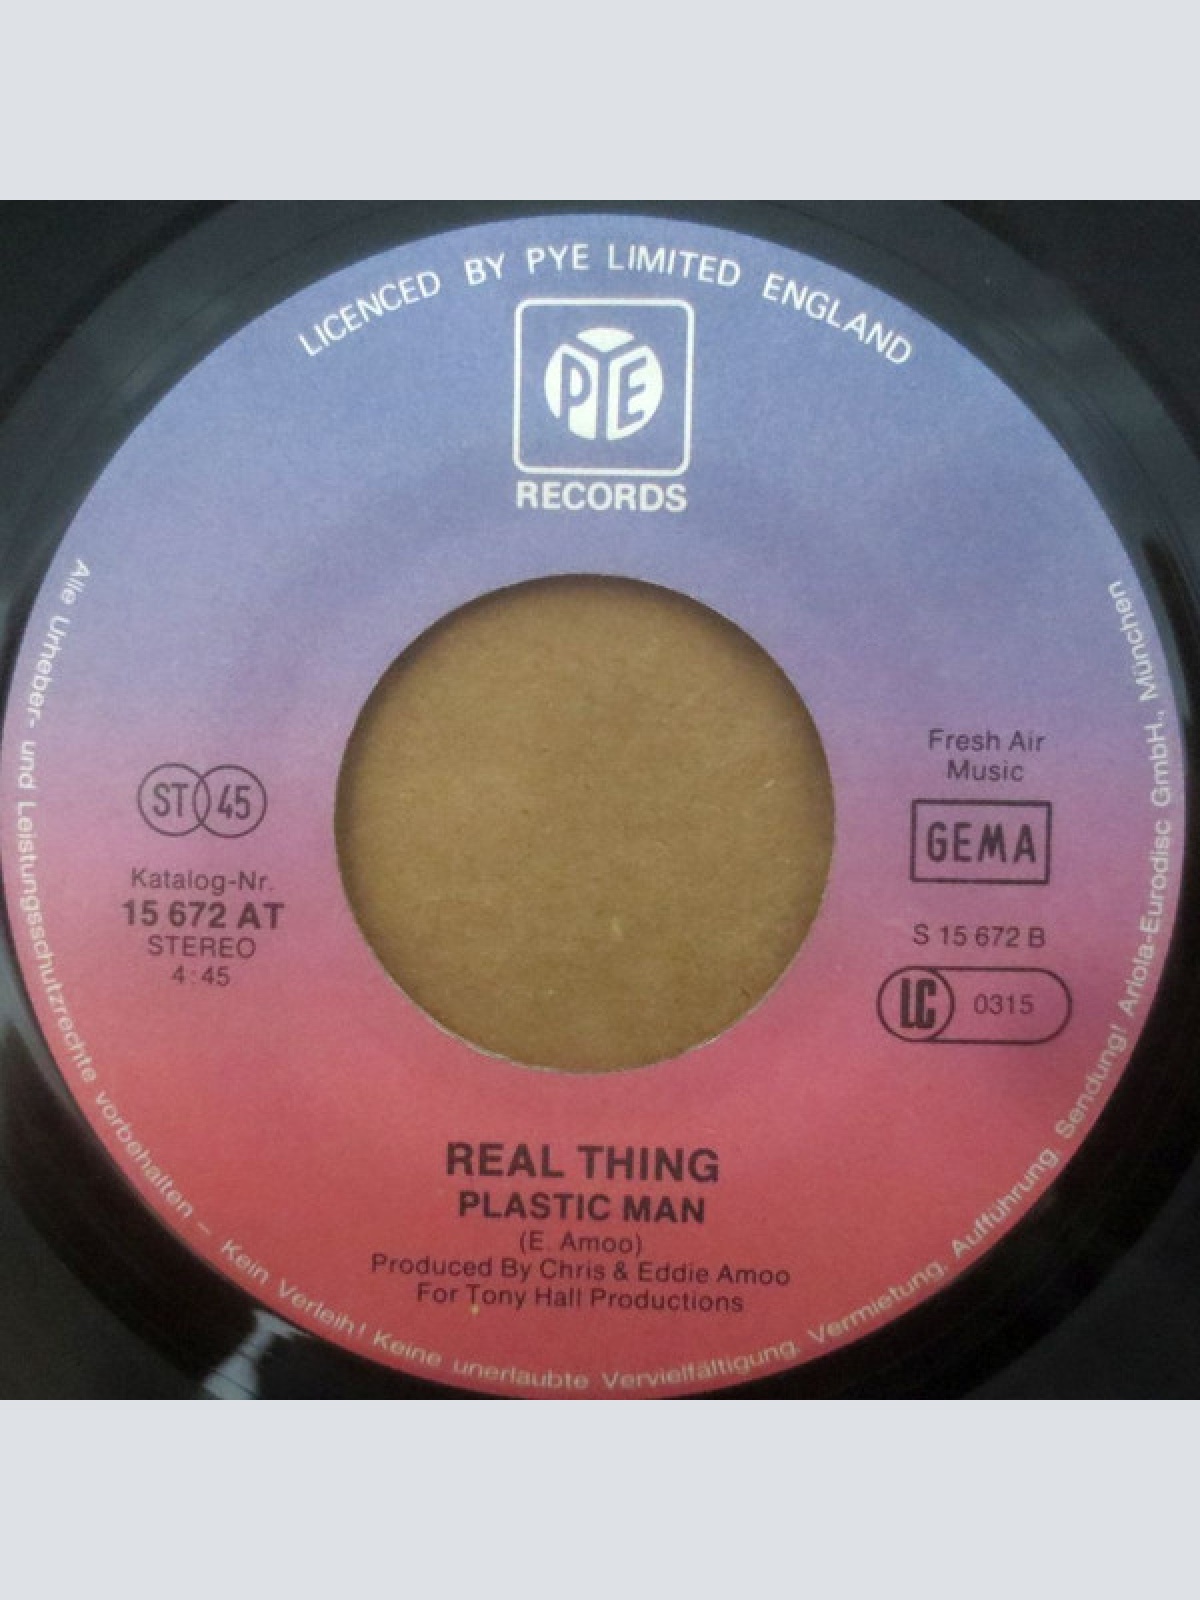 LICENCED BY PYE LIMITED ENGLAND
PYE
RECORDS
Fresh Air
Music
GEMA
S 15 672 B
LC 0315
ST 45
Katalog-Nr.
15 672 AT
STEREO
4:45
REAL THING
PLASTIC MAN
(E. Amoo)
Produced By Chris & Eddie Amoo
For Tony Hall Productions
Alle Urheber- und Leistungsschutzrechte vorbehalten – Kein Verleih! Keine unerlaubte Vervielfältigung, Vermietung, Aufführung, Sendung! Ariola-Eurodisc GmbH., München